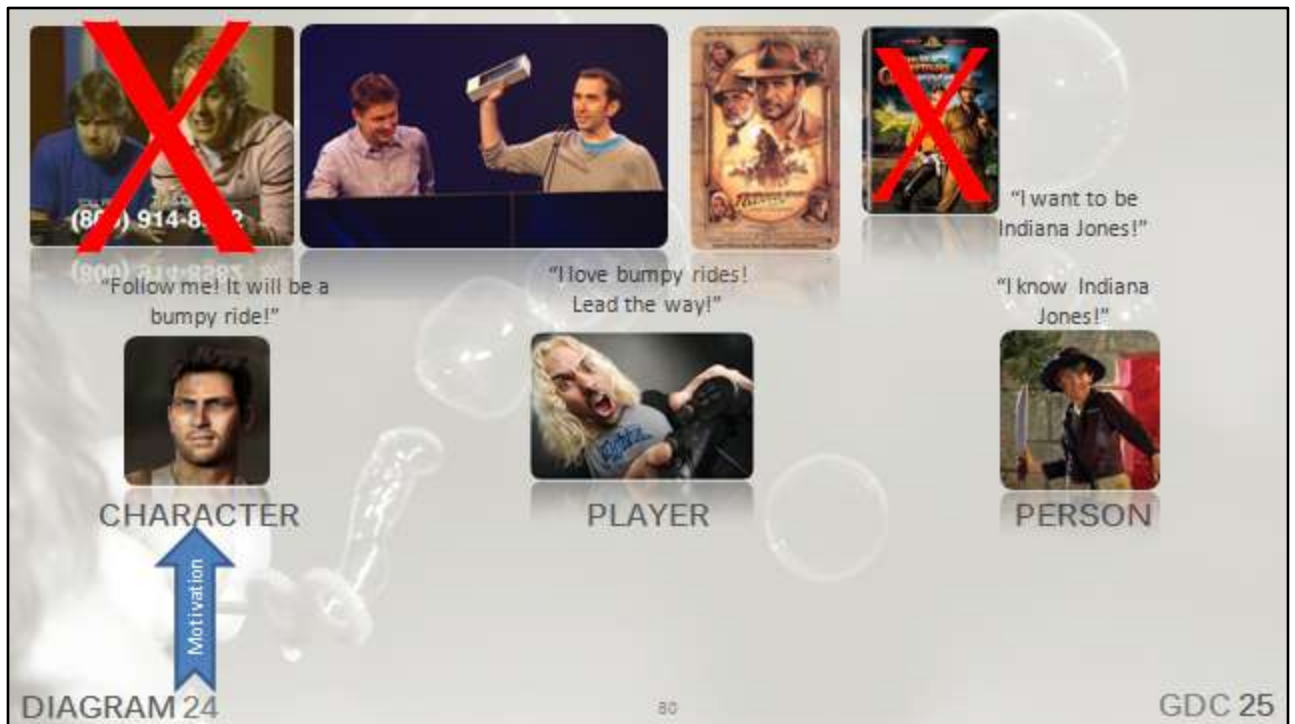 “I want to be
Indiana Jones!”
“Follow me! It will be a
bumpy ride!”
“I love bumpy rides!
Lead the way!”
“I know Indiana
Jones!”
CHARACTER
PLAYER
PERSON
Motivation
DIAGRAM 24
80
GDC 25